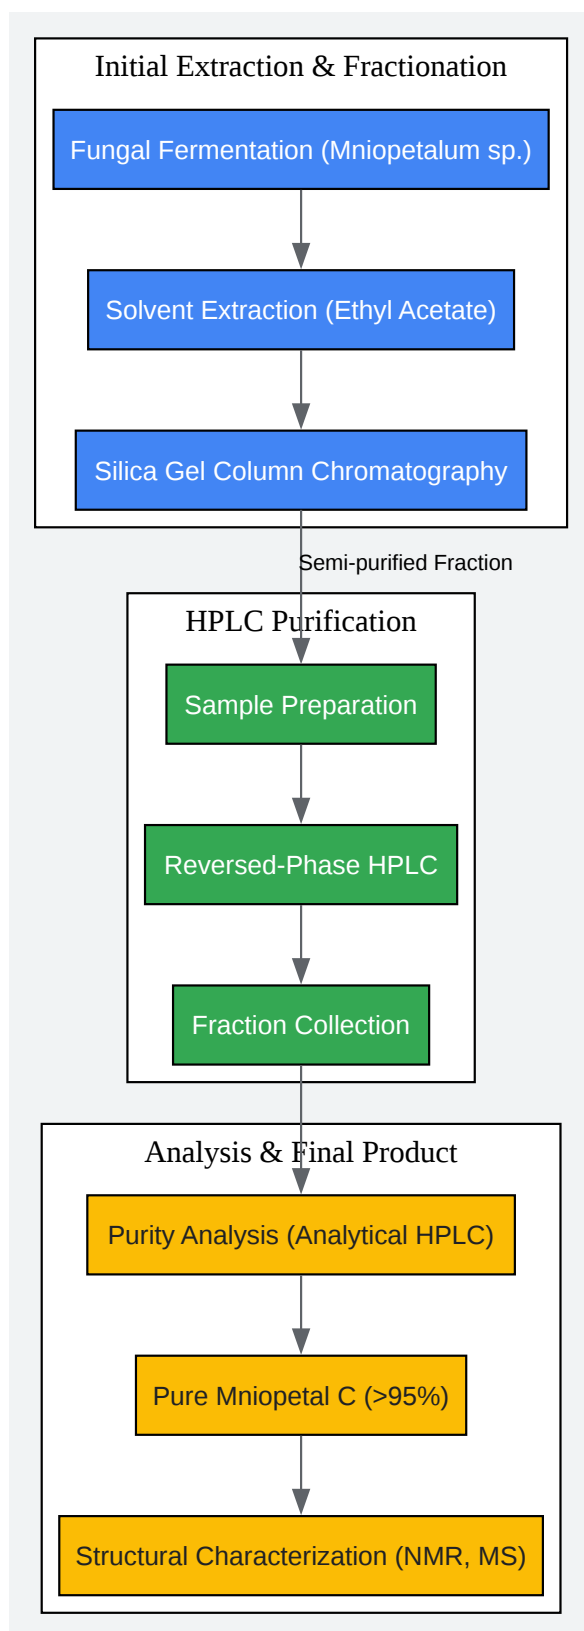 Initial Extraction & Fractionation
Fungal Fermentation (Mniopetalum sp.)
Solvent Extraction (Ethyl Acetate)
Silica Gel Column Chromatography
Semi-purified Fraction
HPLC Purification
Sample Preparation
Reversed-Phase HPLC
Fraction Collection
Analysis & Final Product
Purity Analysis (Analytical HPLC)
Pure Mniopetal C (>95%)
Structural Characterization (NMR, MS)